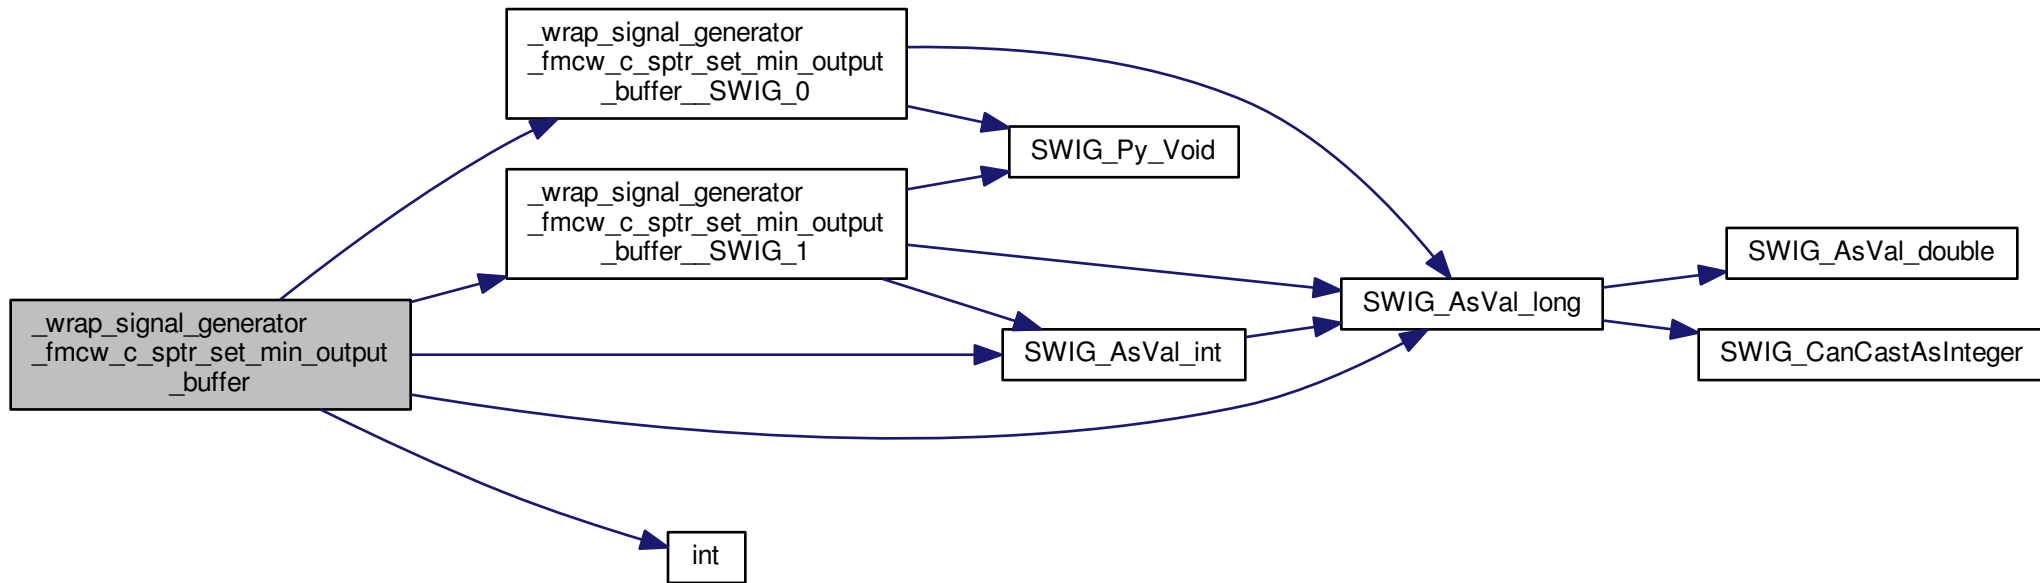 _wrap_signal_generator
_fmcw_c_sptr_set_min_output
_buffer__SWIG_0
SWIG_Py_Void
_wrap_signal_generator
_fmcw_c_sptr_set_min_output
_buffer__SWIG_1
SWIG_AsVal_double
SWIG_AsVal_long
_wrap_signal_generator
_fmcw_c_sptr_set_min_output
_buffer
SWIG_AsVal_int
SWIG_CanCastAsInteger
int